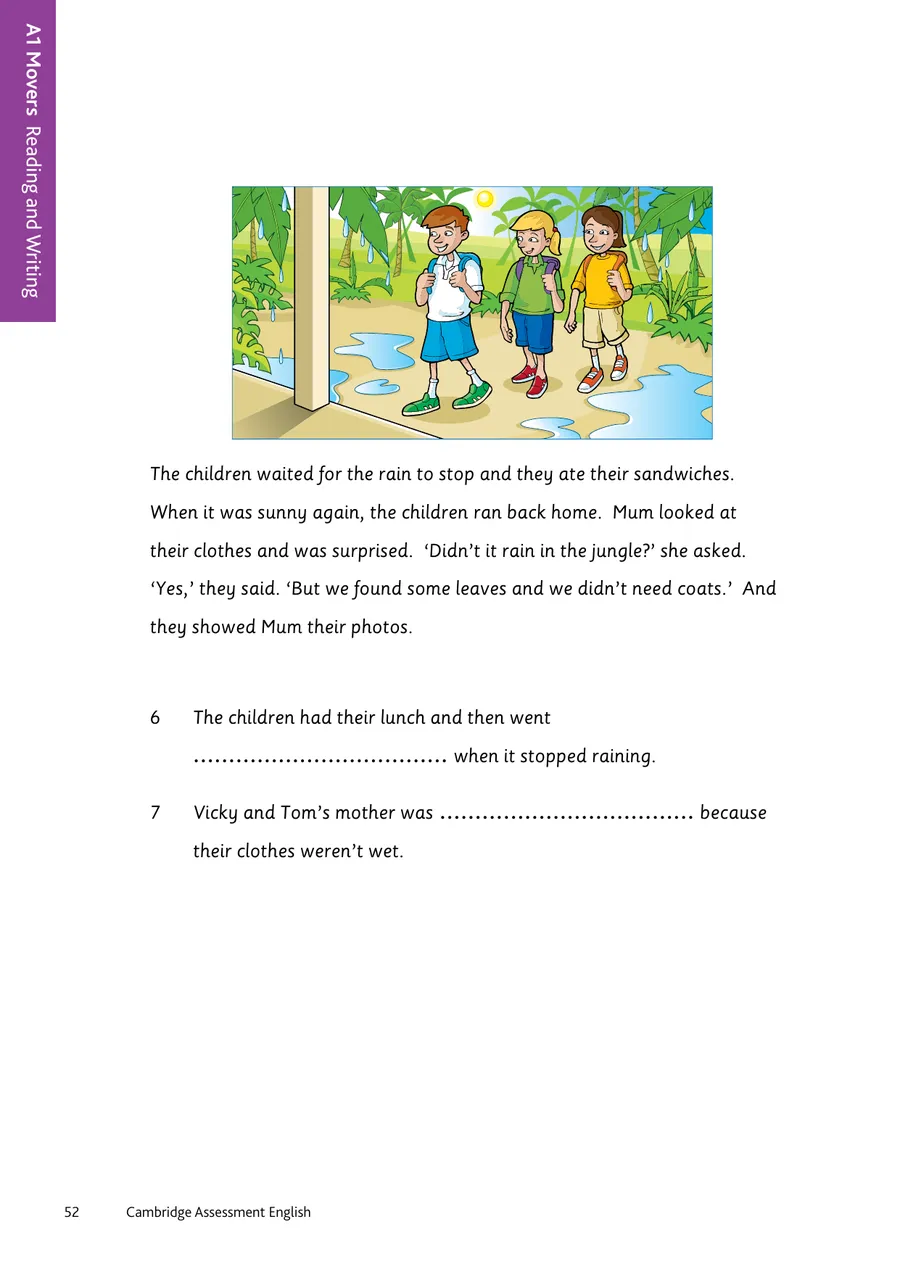 A1 Movers Reading and Writing
The children waited for the rain to stop and they ate their sandwiches.
When it was sunny again, the children ran back home.  Mum looked at
their clothes and was surprised.  ‘Didn’t it rain in the jungle?’ she asked.
‘Yes,’ they said. ‘But we found some leaves and we didn’t need coats.’  And
they showed Mum their photos.
6 The children had their lunch and then went
.................................... when it stopped raining.
7 Vicky and Tom’s mother was .................................... because
their clothes weren’t wet.
52 Cambridge Assessment English